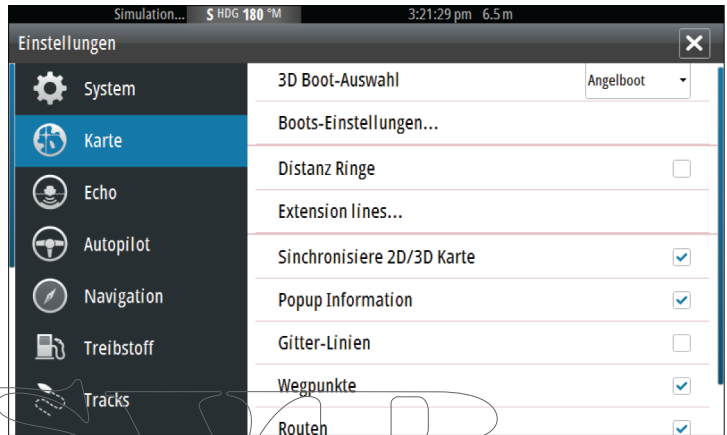 Simulation... S HDG 180 °M 3:21:29 pm 6.5 m
Einstellungen
System
Karte
Echo
Autopilot
Navigation
Treibstoff
Tracks
3D Boot-Auswahl Angelboot
Boots-Einstellungen...
Distanz Ringe
Extension lines...
Sinchronisiere 2D/3D Karte
Popup Information
Gitter-Linien
Wegpunkte
Routen